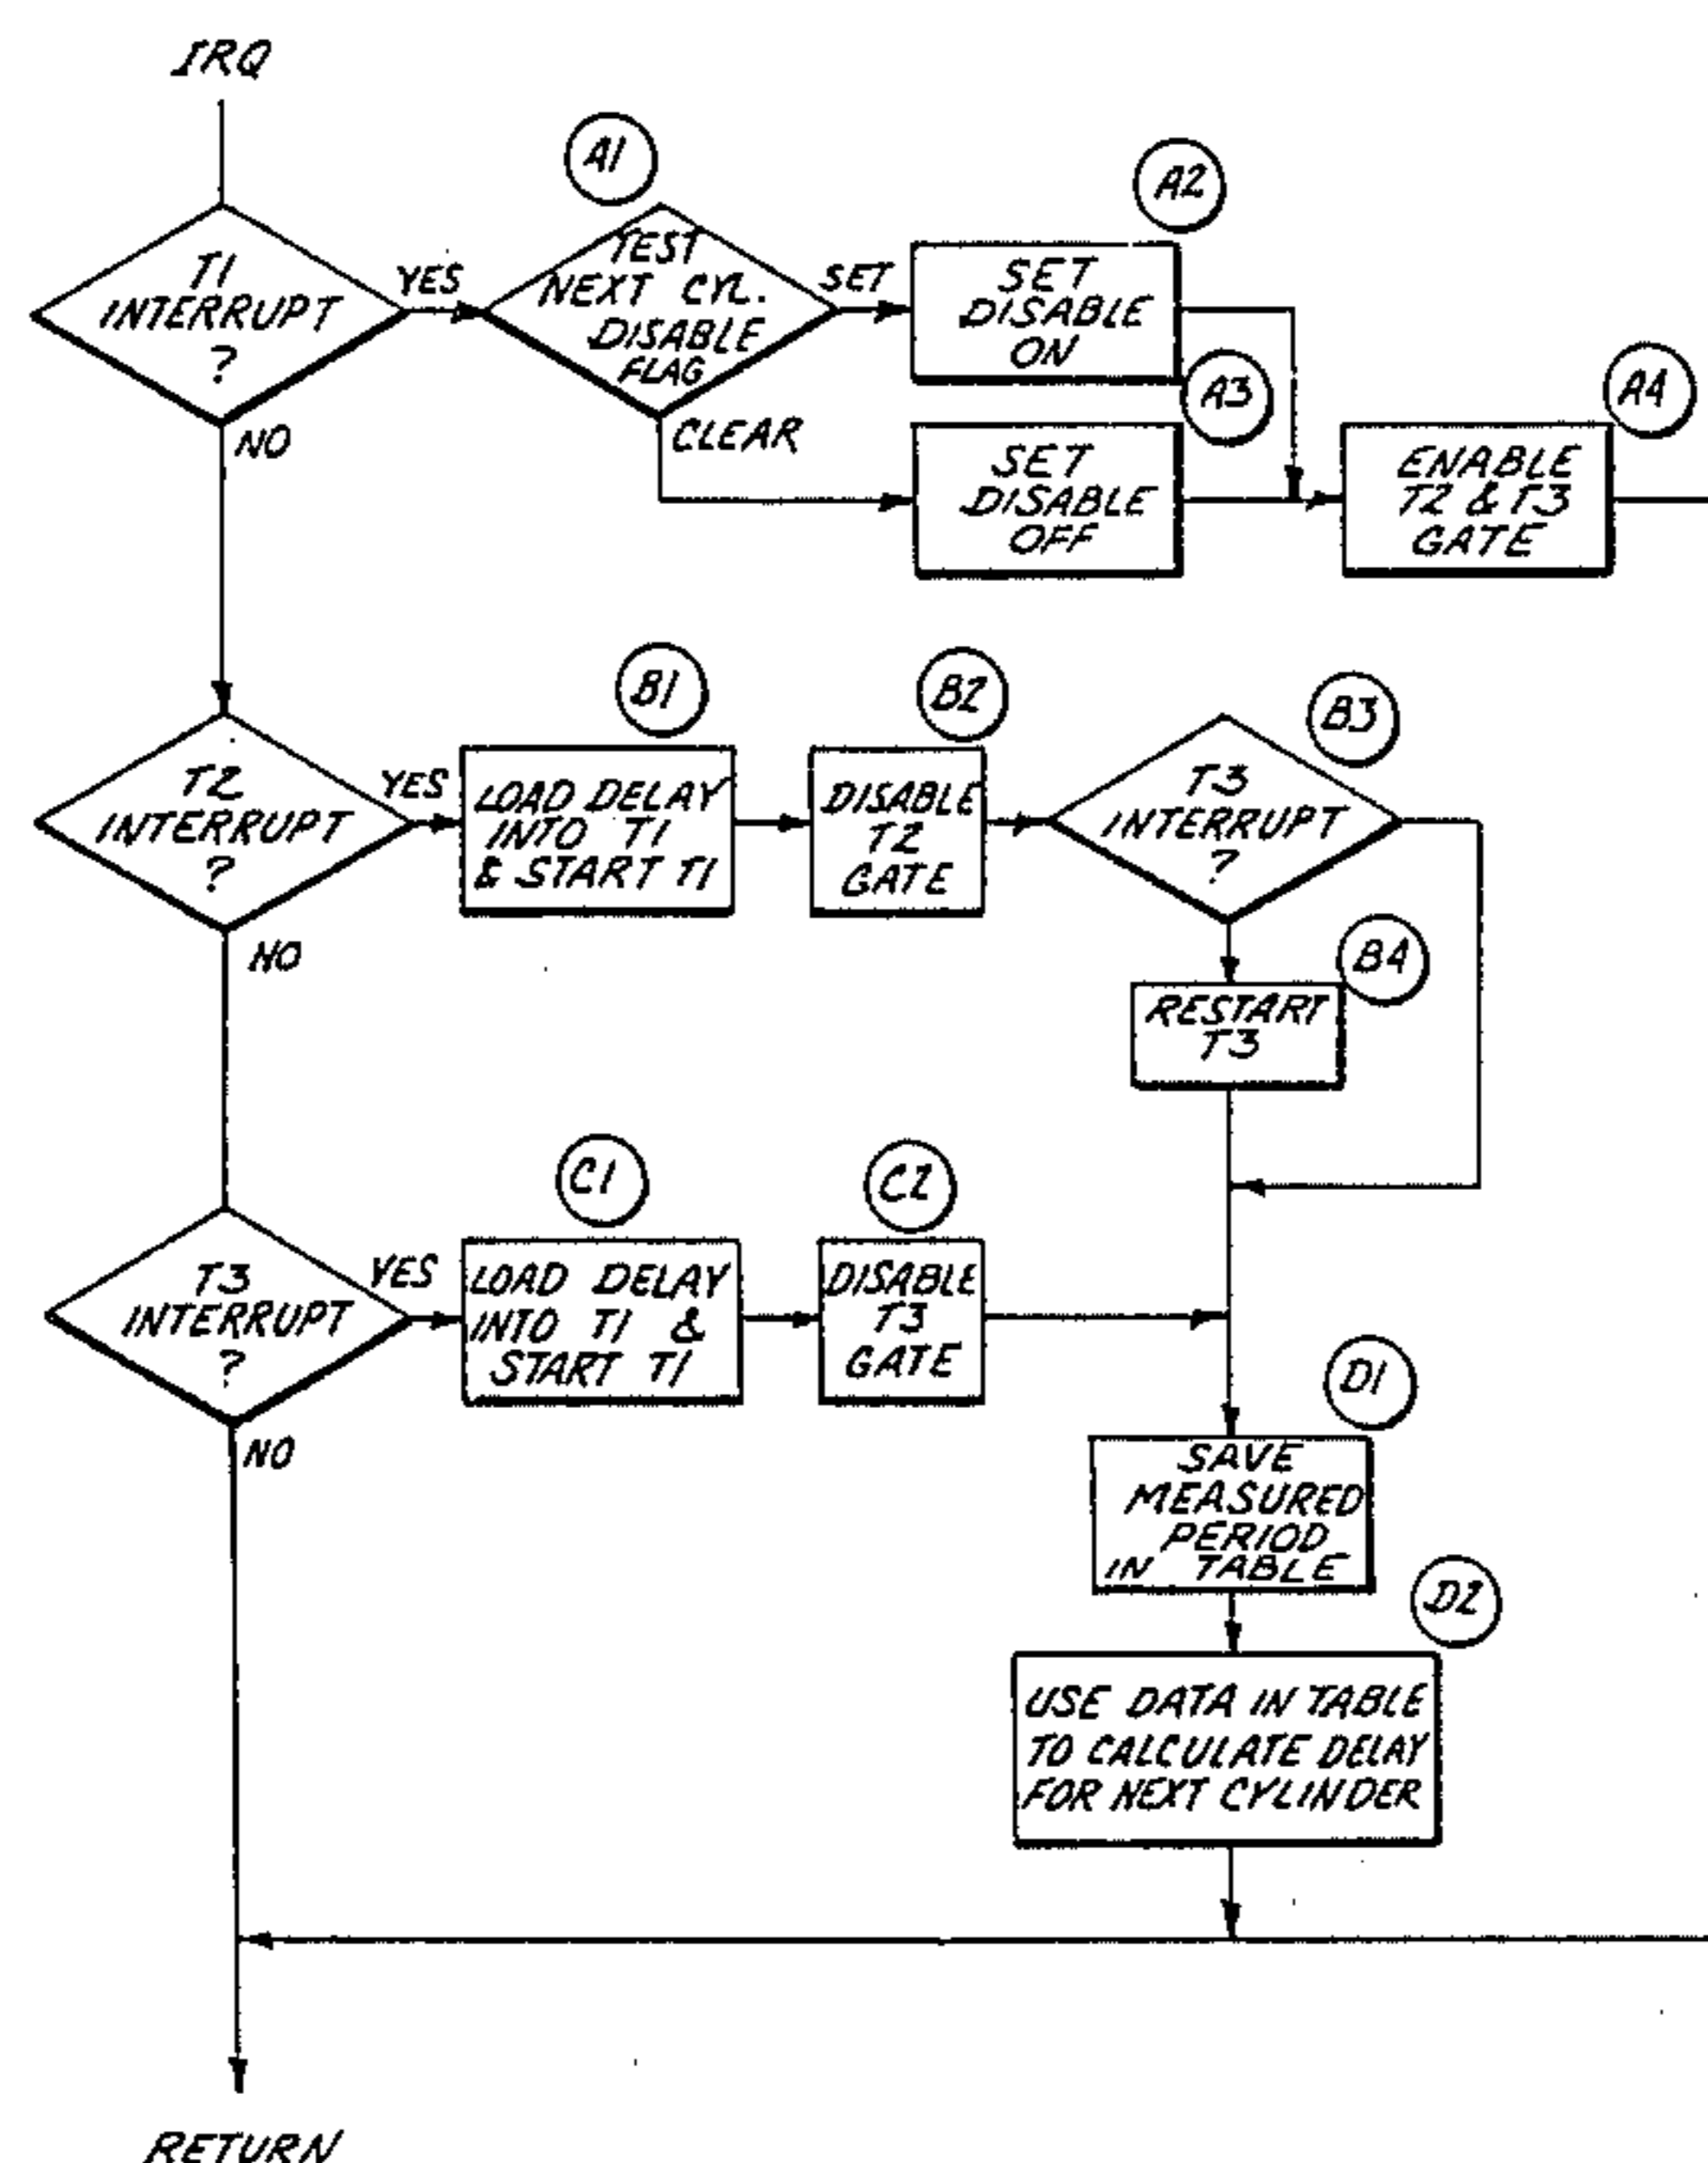 IRQ
A1
A2
T1
INTERRUPT
?
YES
TEST
NEXT CYL.
DISABLE
FLAG
SET
SET
DISABLE
ON
A3
A4
NO
CLEAR
SET
DISABLE
OFF
ENABLE
T2 & T3
GATE
B1
B2
B3
T2
INTERRUPT
?
YES
LOAD DELAY
INTO T1
& START T1
DISABLE
T2
GATE
T3
INTERRUPT
?
NO
B4
RESTART
T3
C1
C2
T3
INTERRUPT
?
YES
LOAD DELAY
INTO T1 &
START T1
DISABLE
T3
GATE
NO
D1
SAVE
MEASURED
PERIOD
IN TABLE
D2
USE DATA IN TABLE
TO CALCULATE DELAY
FOR NEXT CYLINDER
RETURN